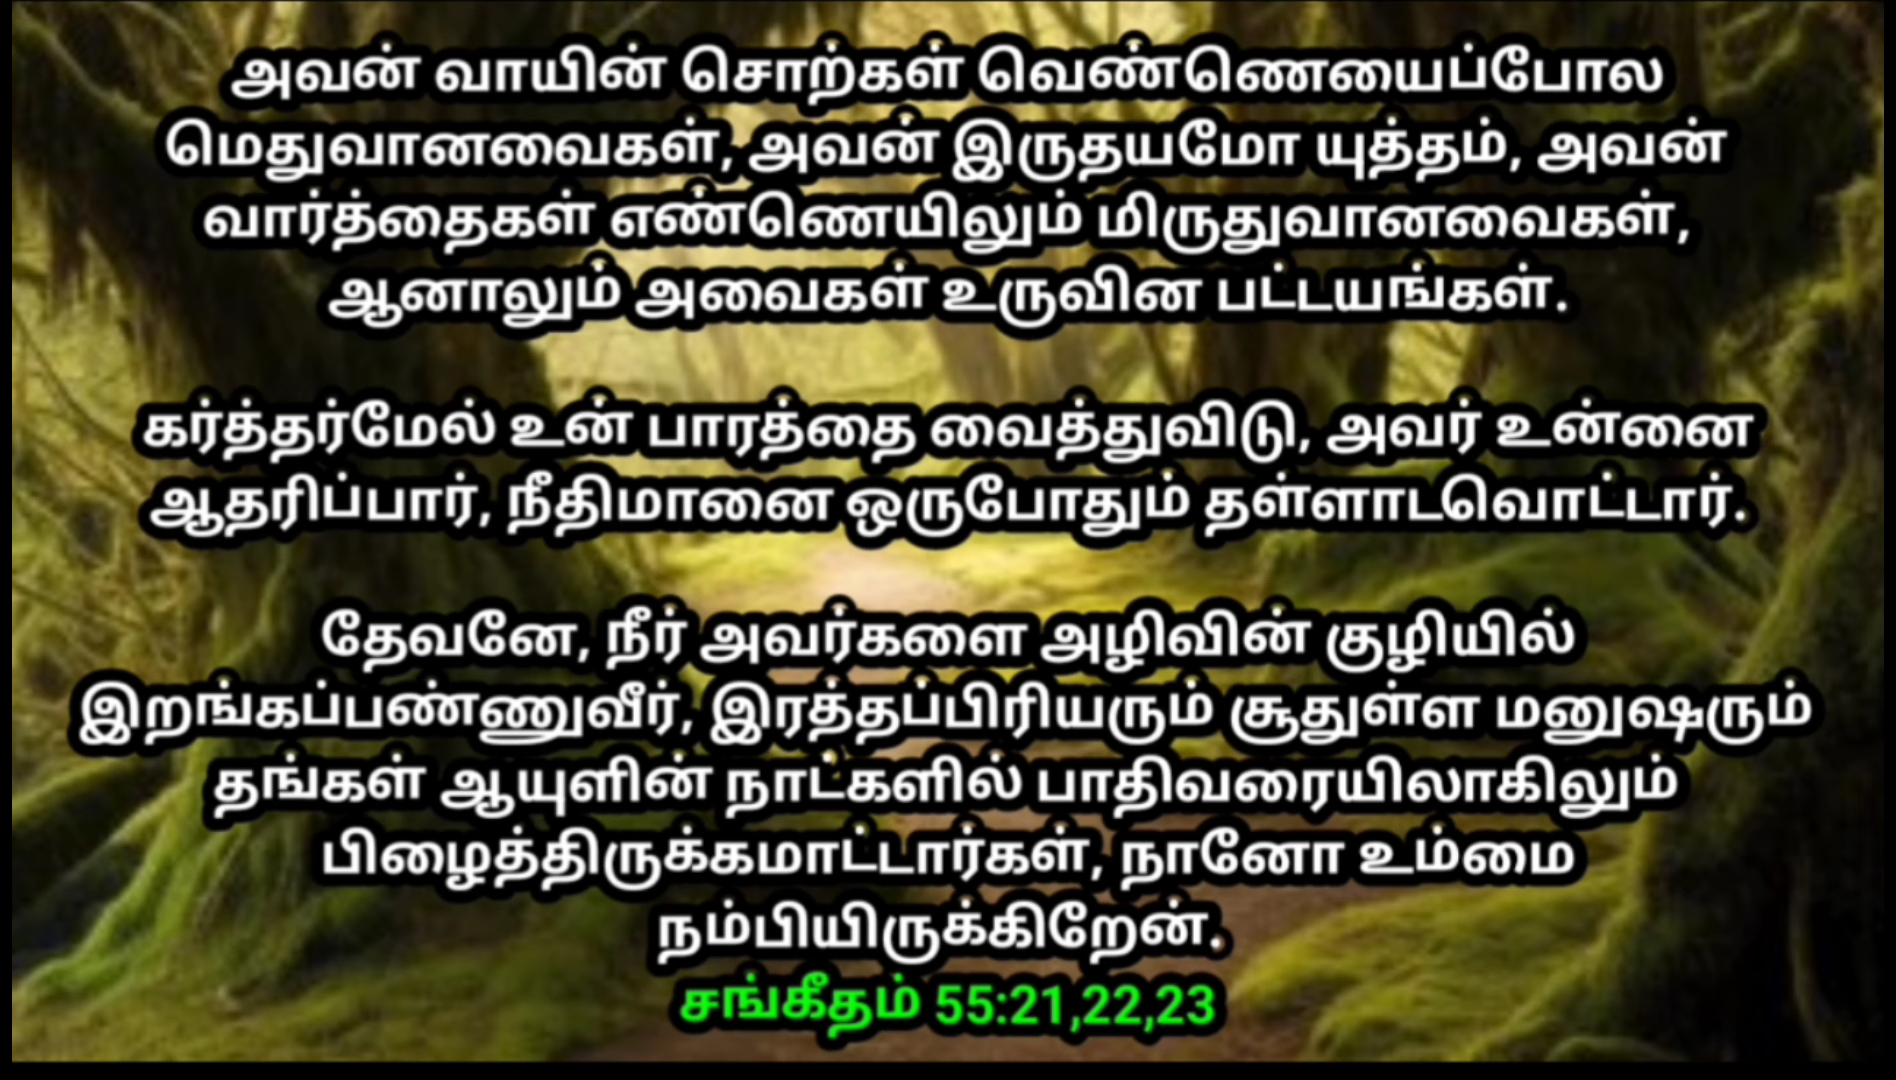 அவன் வாயின் சொற்கள் வெண்ணெயைப்போல
மெதுவானவைகள், அவன் இருதயமோ யுத்தம், அவன்
வார்த்தைகள் எண்ணெயிலும் மிருதுவானவைகள்,
ஆனாலும் அவைகள் உருவின பட்டயங்கள்.
கர்த்தர்மேல் உன் பாரத்தை வைத்துவிடு, அவர் உன்னை
ஆதரிப்பார், நீதிமானை ஒருபோதும் தள்ளாடவொட்டார்.
தேவனே, நீர் அவர்களை அழிவின் குழியில்
இறங்கப்பண்ணுவீர், இரத்தப்பிரியரும் சூதுள்ள மனுஷரும்
தங்கள் ஆயுளின் நாட்களில் பாதிவரையிலாகிலும்
பிழைத்திருக்கமாட்டார்கள், நானோ உம்மை
நம்பியிருக்கிறேன்.
சங்கீதம் 55:21,22,23